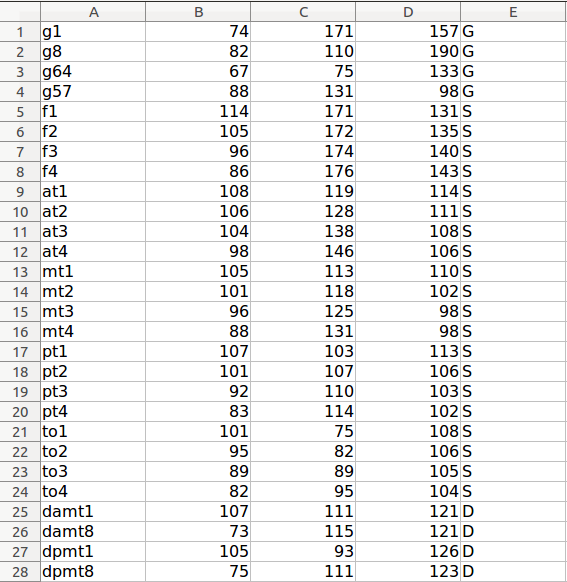 A B C D E
1 g1 74 171 157 G
2 g8 82 110 190 G
3 g64 67 75 133 G
4 g57 88 131 98 G
5 f1 114 171 131 S
6 f2 105 172 135 S
7 f3 96 174 140 S
8 f4 86 176 143 S
9 at1 108 119 114 S
10 at2 106 128 111 S
11 at3 104 138 108 S
12 at4 98 146 106 S
13 mt1 105 113 110 S
14 mt2 101 118 102 S
15 mt3 96 125 98 S
16 mt4 88 131 98 S
17 pt1 107 103 113 S
18 pt2 101 107 106 S
19 pt3 92 110 103 S
20 pt4 83 114 102 S
21 to1 101 75 108 S
22 to2 95 82 106 S
23 to3 89 89 105 S
24 to4 82 95 104 S
25 damt1 107 111 121 D
26 damt8 73 115 121 D
27 dpmt1 105 93 126 D
28 dpmt8 75 111 123 D